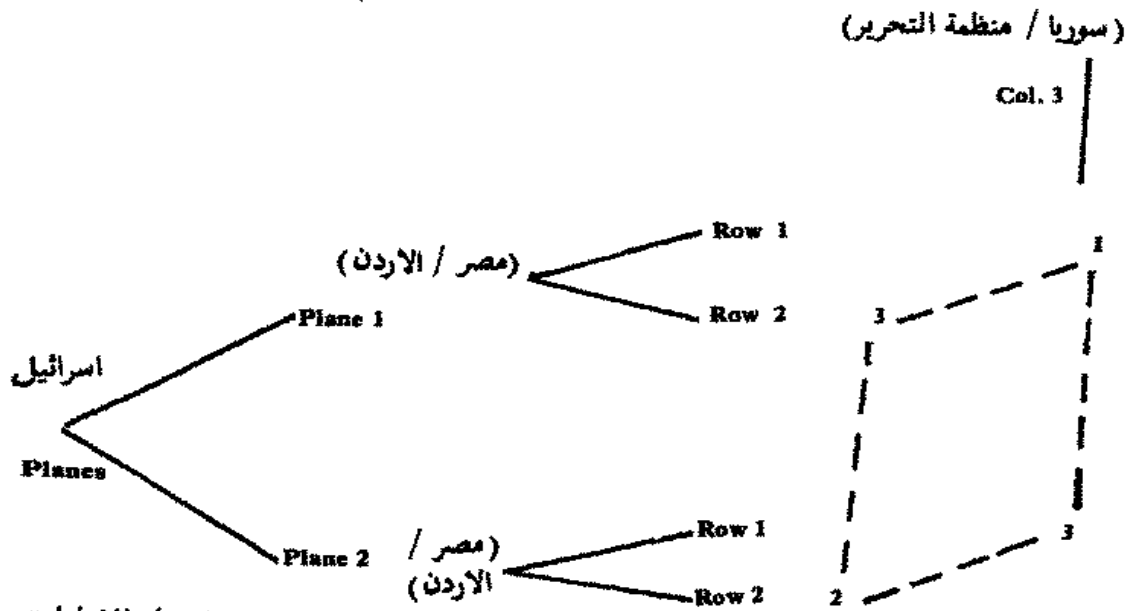 (سوريا / منظمة التحرير)
Col. 3
(مصر / الاردن)
Row 1
1
Plane 1
Row 2
3
اسرائيل
Planes
Plane 2
(مصر /
الاردن)
Row 1
3
Row 2
2